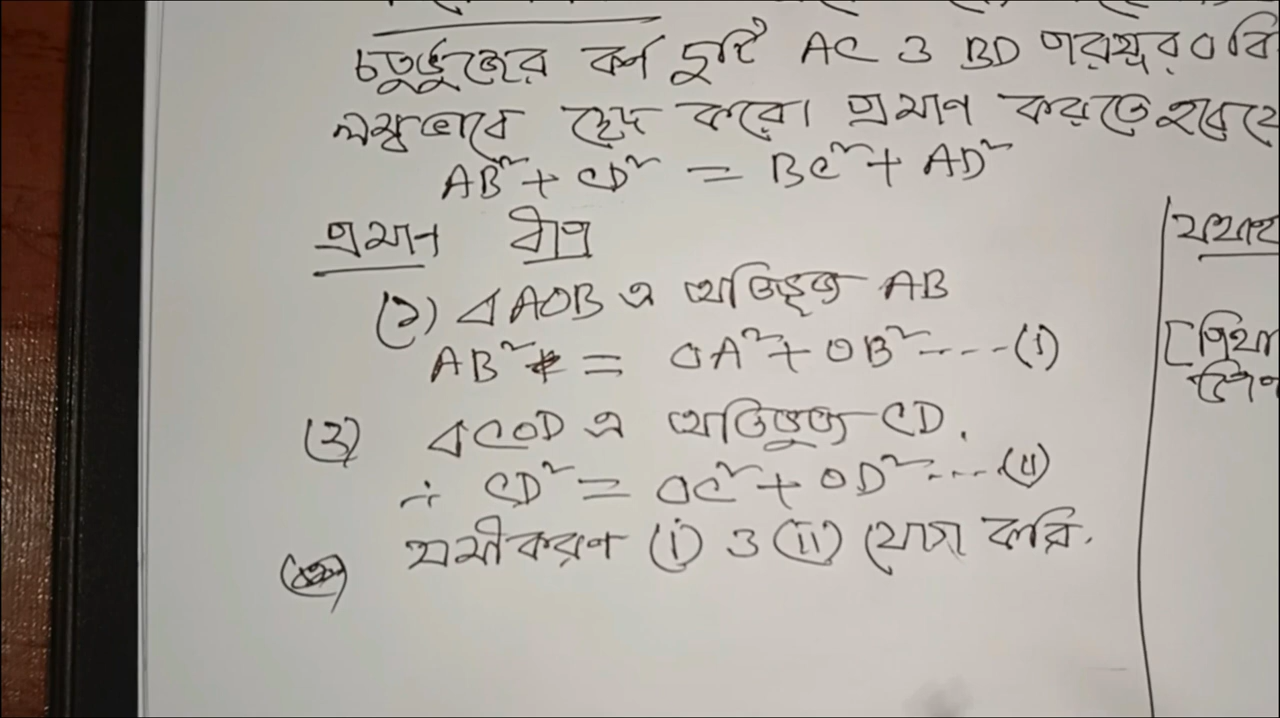 চতুর্ভুজের কর্ণ দুটি AC ও BD পরস্পর O বি
লম্বভাবে ছেদ করে। প্রমাণ করতে হবে যে
AB² + CD² = BC² + AD²
প্রমাণ ধাপ
যথাথ
(১) ⊿AOB এ অতিভুজ AB
AB² = OA² + OB² ---- (i)
[পিথা
(২) ⊿COD এ অতিভুজ CD.
∴ CD² = OC² + OD² --- (ii)
সমীকরণ (i) ও (ii) যোগ করি.